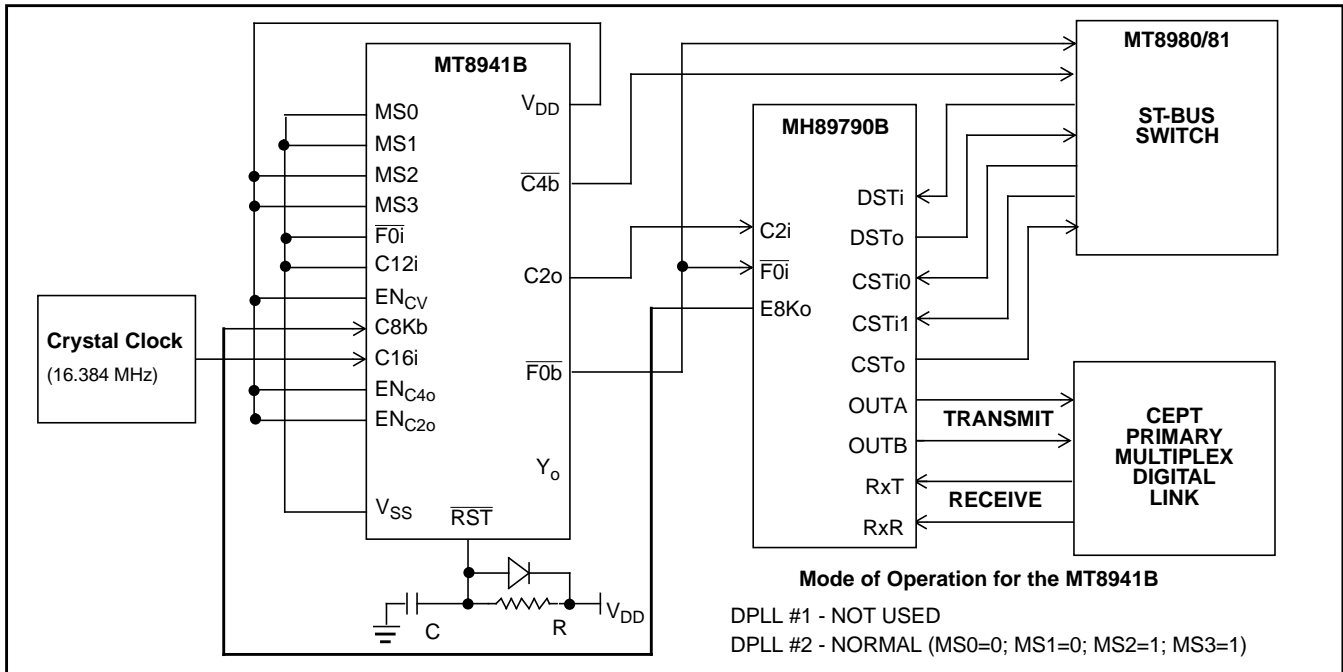 MT8941B
MS0
MS1
MS2
MS3
F0i
C12i
ENCV
C8Kb
C16i
ENC4o
ENC2o
VSS
VDD
C4b
C2o
F0b
Yo
RST
Crystal Clock
(16.384 MHz)
C
R
VDD
MH89790B
C2i
F0i
E8Ko
DSTi
DSTo
CSTi0
CSTi1
CSTo
OUTA
OUTB
RxT
RxR
TRANSMIT
RECEIVE
MT8980/81
ST-BUS
SWITCH
CEPT
PRIMARY
MULTIPLEX
DIGITAL
LINK
Mode of Operation for the MT8941B
DPLL #1 - NOT USED
DPLL #2 - NORMAL (MS0=0; MS1=0; MS2=1; MS3=1)